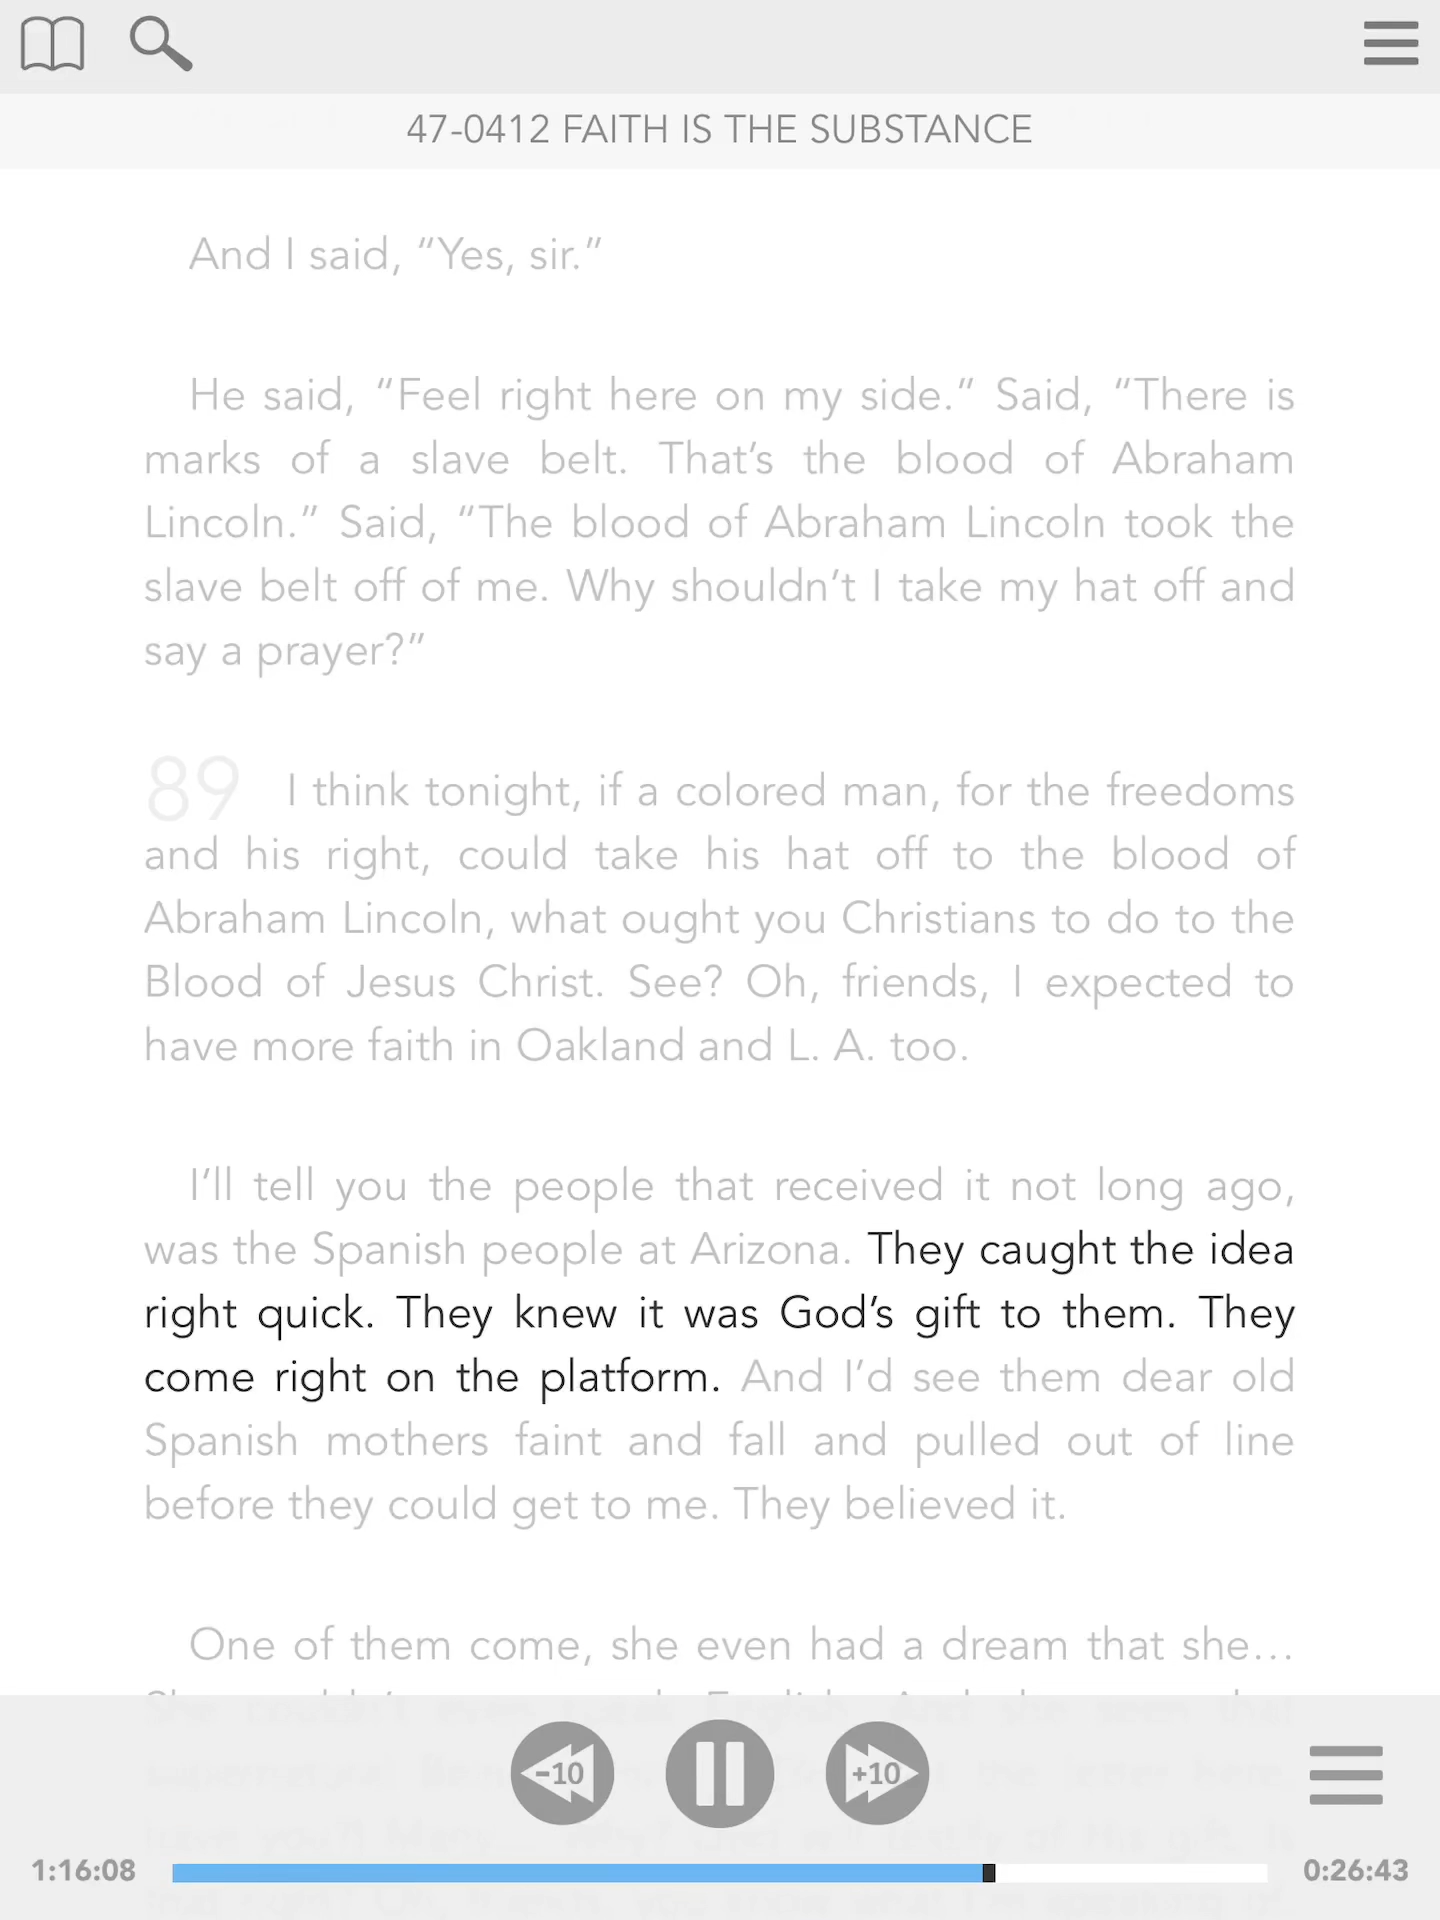 47-0412 FAITH IS THE SUBSTANCE
And I said, “Yes, sir.”
He said, “Feel right here on my side.” Said, “There is
marks of a slave belt. That’s the blood of Abraham
Lincoln.” Said, “The blood of Abraham Lincoln took the
slave belt off of me. Why shouldn’t I take my hat off and
say a prayer?”
89 I think tonight, if a colored man, for the freedoms
and his right, could take his hat off to the blood of
Abraham Lincoln, what ought you Christians to do to the
Blood of Jesus Christ. See? Oh, friends, I expected to
have more faith in Oakland and L. A. too.
I’ll tell you the people that received it not long ago,
was the Spanish people at Arizona. They caught the idea
right quick. They knew it was God’s gift to them. They
come right on the platform. And I’d see them dear old
Spanish mothers faint and fall and pulled out of line
before they could get to me. They believed it.
One of them come, she even had a dream that she…
She couldn’t even speak English. And she seen that
-10 +10
1:16:08 0:26:43